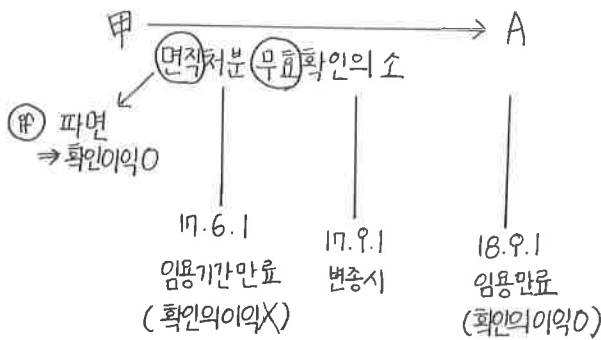 甲 A
면직처분 무효확인의 소
if 파면
⇒확인이익O
17.6.1
임용기간만료
(확인의이익X)
17.9.1
변종시
18.9.1
임용만료
(확인의이익O)